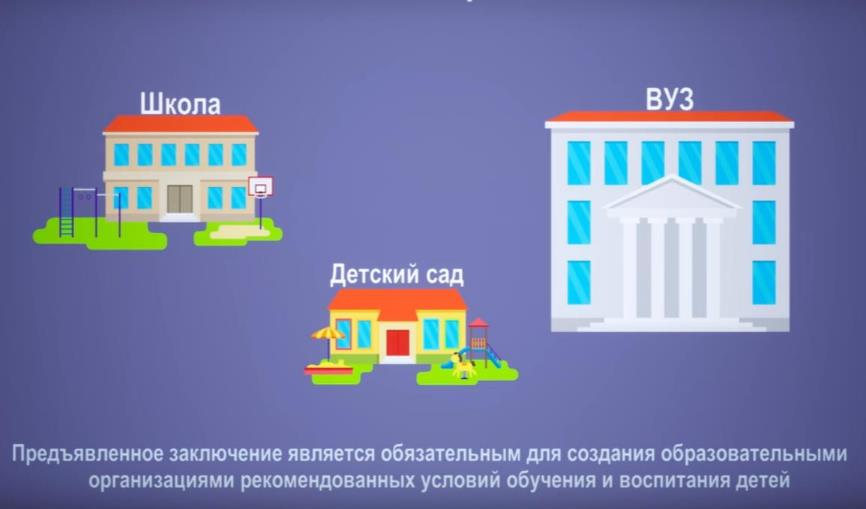 Школа
ВУЗ
Детский сад
Предъявленное заключение является обязательным для создания образовательными
организациями рекомендованных условий обучения и воспитания детей